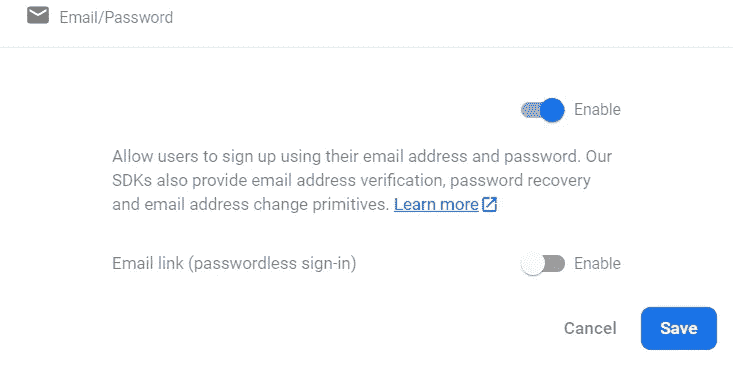 Email/Password
Enable
Allow users to sign up using their email address and password. Our
SDKs also provide email address verification, password recovery
and email address change primitives. Learn more
Email link (passwordless sign-in) Enable
Cancel Save